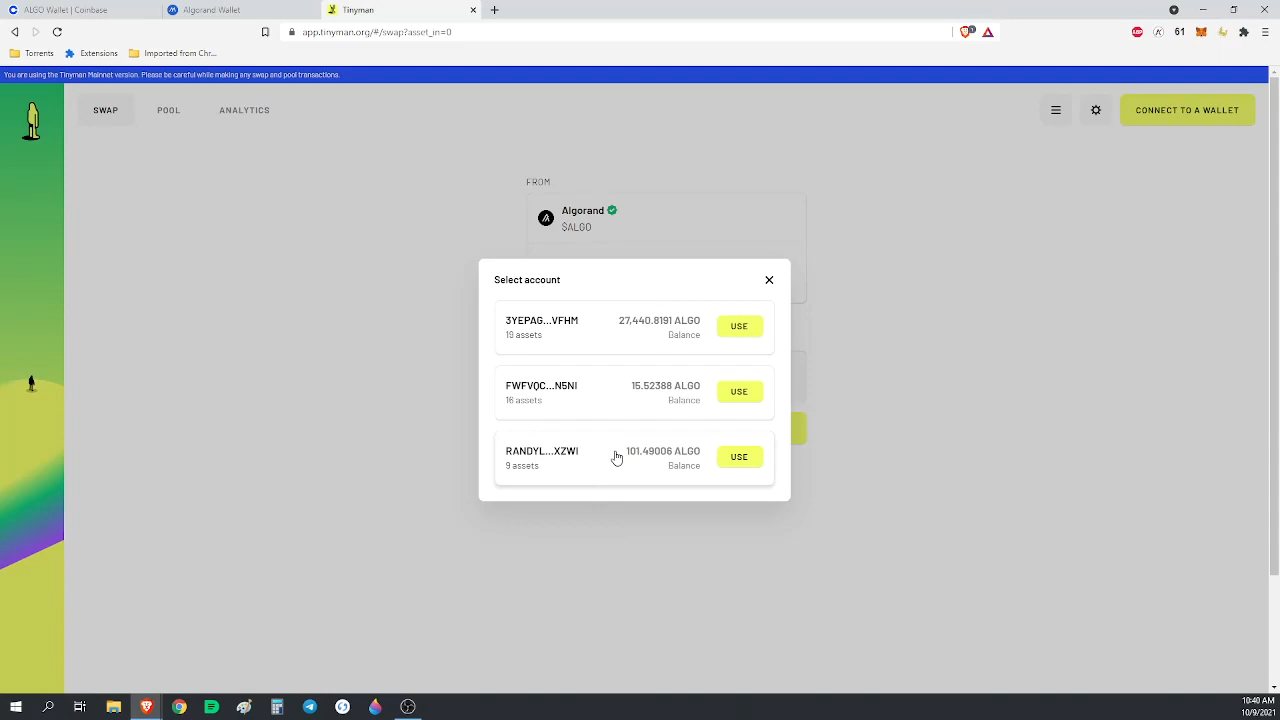 ALGO Wallet | Coinbase
Algorand Wallet
Tinyman
app.tinyman.org/#/swap?asset_in=0
61
Torrents
Extensions
Imported from Chr...
You are using the Tinyman Mainnet version. Please be careful while making any swap and pool transactions.
SWAP
POOL
ANALYTICS
CONNECT TO A WALLET
FROM
Algorand
$ALGO
Select account
3YEPAG...VFHM
27,440.8191 ALGO
USE
19 assets
Balance
FWFVQC...N5NI
15.52388 ALGO
USE
16 assets
Balance
RANDYL...XZWI
101.49006 ALGO
USE
9 assets
Balance
10:40 AM
10/9/2021